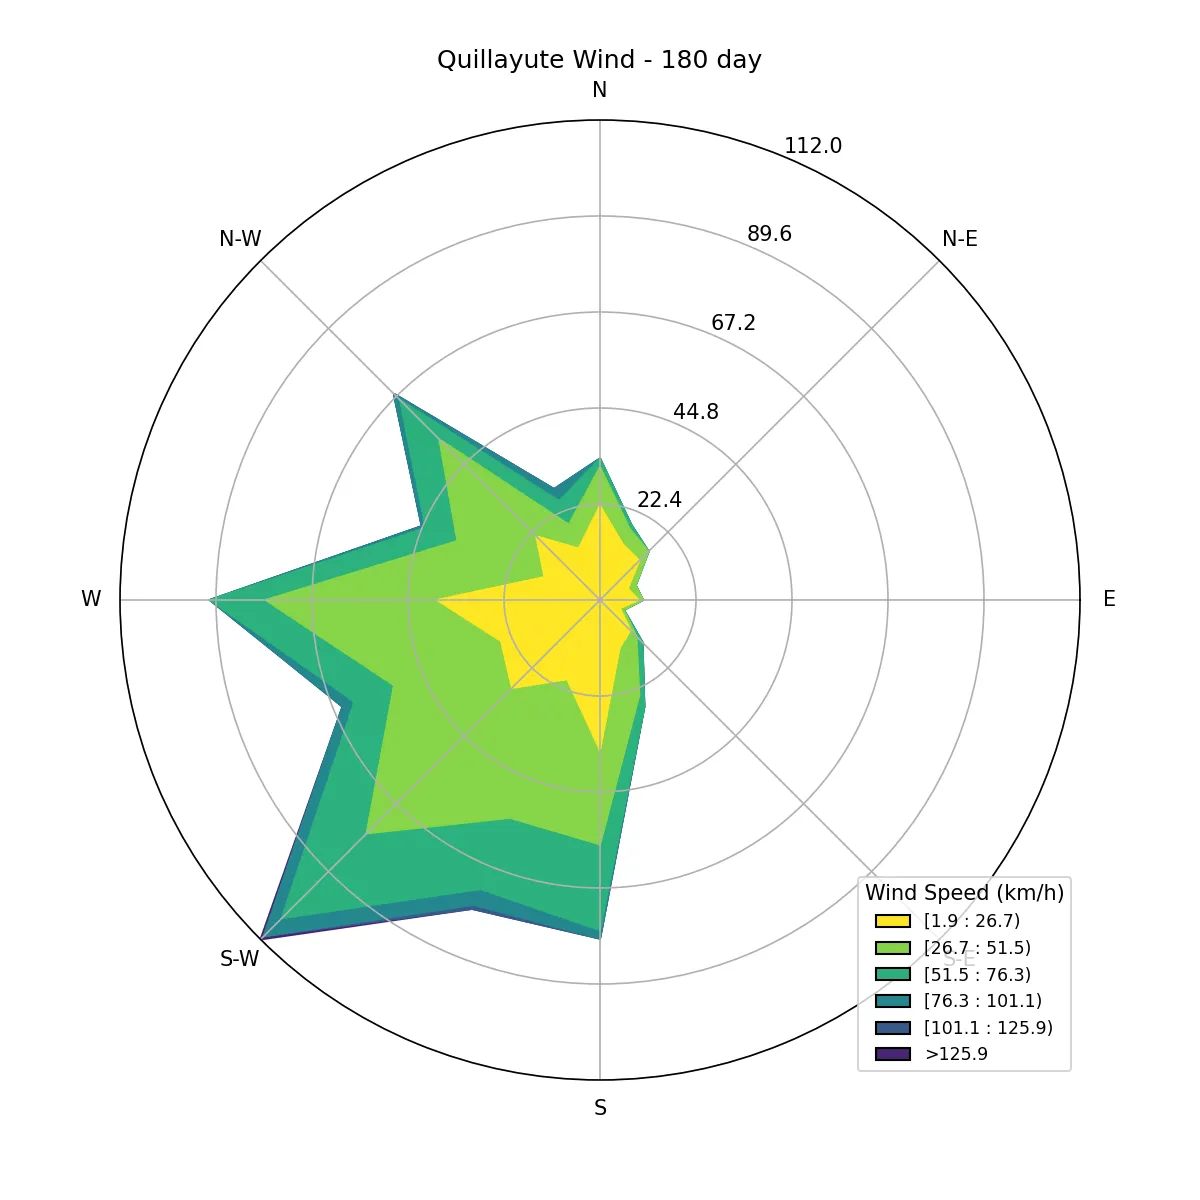 Quillayute Wind - 180 day
N
112.0
N-W
N-E
89.6
67.2
44.8
22.4
W
E
Wind Speed (km/h)
[1.9 : 26.7)
[26.7 : 51.5)
S-W
S-E
[51.5 : 76.3)
[76.3 : 101.1)
[101.1 : 125.9)
>125.9
S